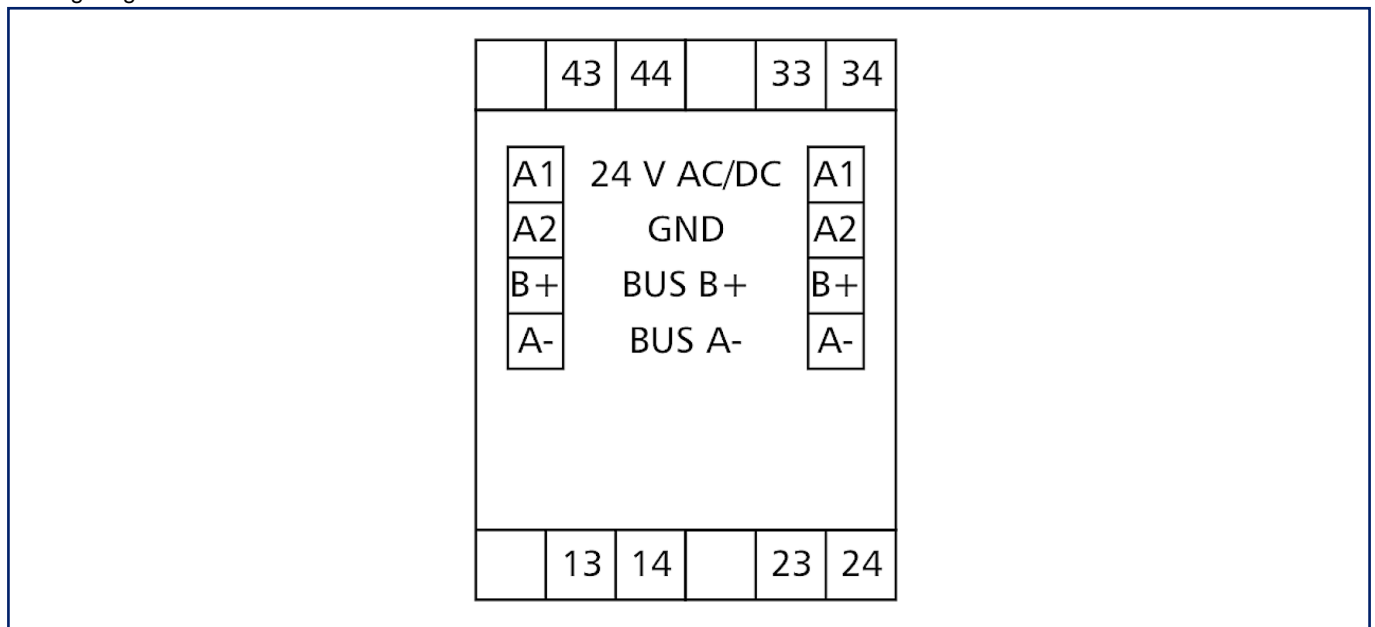 43 44 33 34
A1 24 V AC/DC A1
A2 GND A2
B+ BUS B+ B+
A- BUS A- A-
13 14 23 24